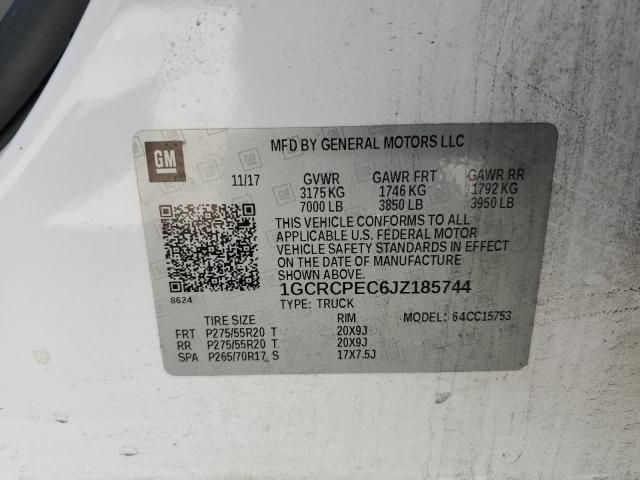 MFD BY GENERAL MOTORS LLC
GM
11/17 GVWR GAWR FRT GAWR RR
3175 KG 1746 KG 1792 KG
7000 LB 3850 LB 3950 LB
THIS VEHICLE CONFORMS TO ALL
APPLICABLE U.S. FEDERAL MOTOR
VEHICLE SAFETY STANDARDS IN EFFECT
ON THE DATE OF MANUFACTURE
SHOWN ABOVE.
8624
1GCRCPEC6JZ185744
TYPE: TRUCK
TIRE SIZE RIM MODEL: 64CC15753
FRT P275/55R20 T 20X9J
RR P275/55R20 T 20X9J
SPA P265/70R17 S 17X7.5J